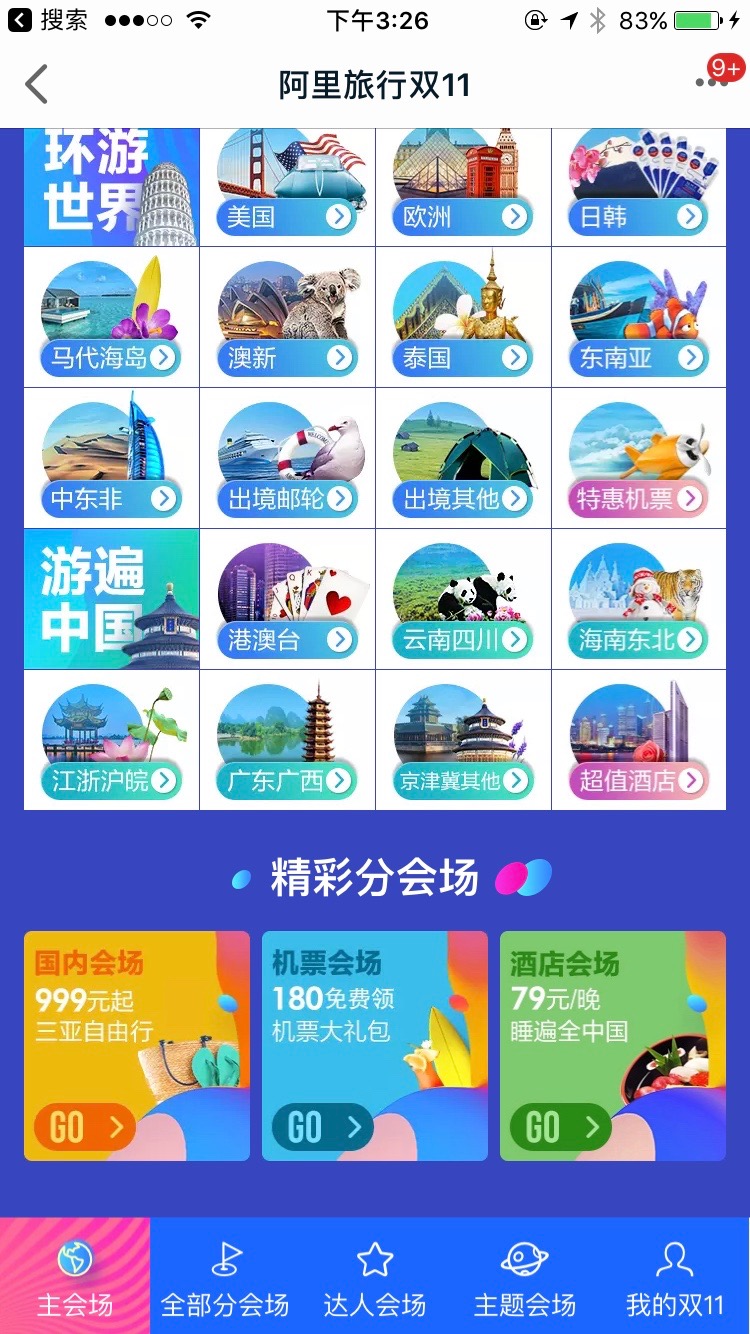 搜索
下午3:26
83%
阿里旅行双11
9+
环游
世界
美国
欧洲
日韩
马代海岛
澳新
泰国
东南亚
中东非
出境邮轮
出境其他
特惠机票
游遍
中国
港澳台
云南四川
海南东北
江浙沪皖
广东广西
京津冀其他
超值酒店
精彩分会场
国内会场
999元起
三亚自由行
GO
机票会场
180免费领
机票大礼包
GO
酒店会场
79元/晚
睡遍全中国
GO
主会场
全部分会场
达人会场
主题会场
我的双11